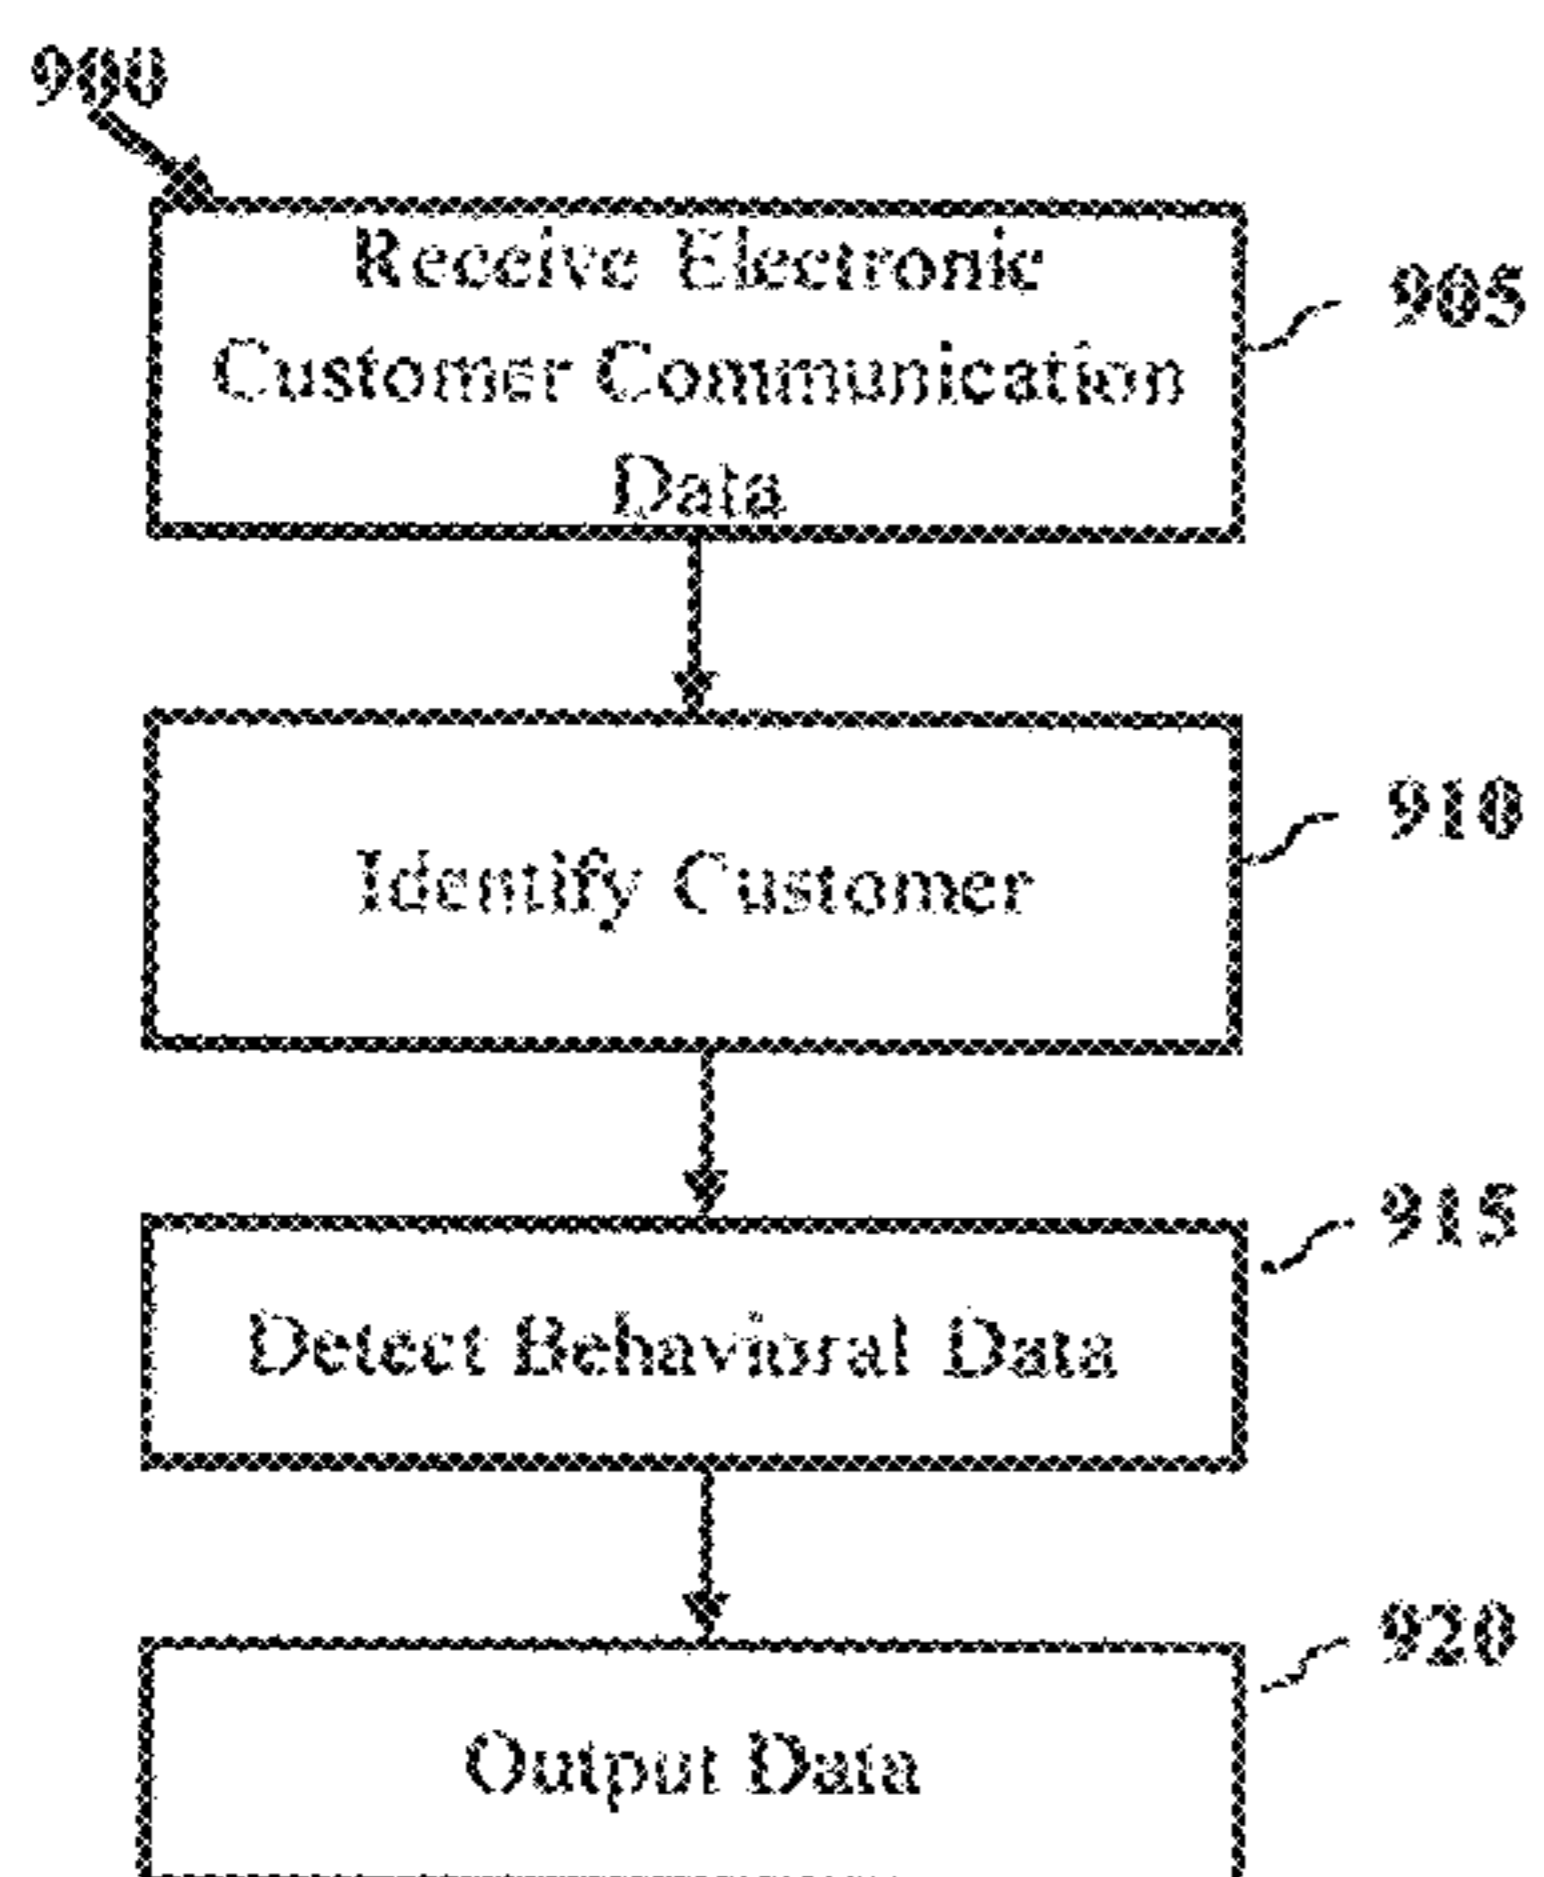 900
Receive Electronic
Customer Communication
Data
905
Identify Customer
910
Detect Behavioral Data
915
Output Data
920